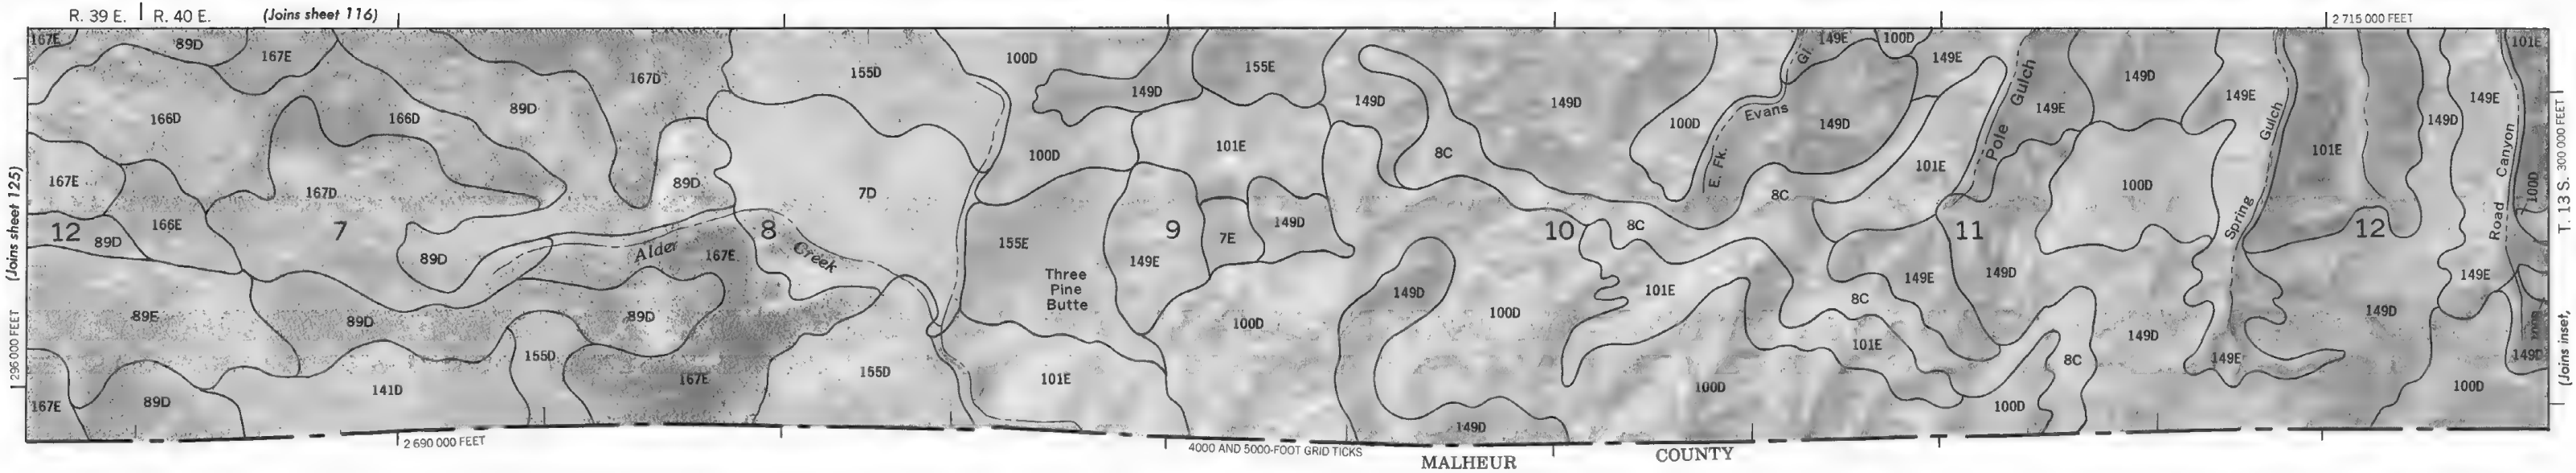 R. 39 E. | R. 40 E. (Joins sheet 116) 2 715 000 FEET
167E 89D 167E 167D 155D 100D 155E 149E 100D 149E 101E
89D 149D 149D 149D 149D 149D 149E 149E
166D 166D 100D Evans 149D 149E 149D
E. Fk. Gl. Pole Gulch Spring Gulch Road Canyon
100D 101E 8C 101E 101E
167E 167D 89D 7D 8C 100D 100D
12 89D 166E 7 8 9 149D 10 8C 11 12
89D Alder Creek 167E 155E 149E 7E
Three
Pine
Butte
149D 101E 149E 149D 149E
89E 89D 89D 100D 100D 8C 149D 149D
155D 101E 8C 149E 149D
167E 89D 141D 167E 155D 101E 100D 100D 100D
149D
(Joins sheet 125)
296 000 FEET
T. 13 S. 300 000 FEET
(Joins inset,
2 690 000 FEET 4000 AND 5000-FOOT GRID TICKS
MALHEUR COUNTY